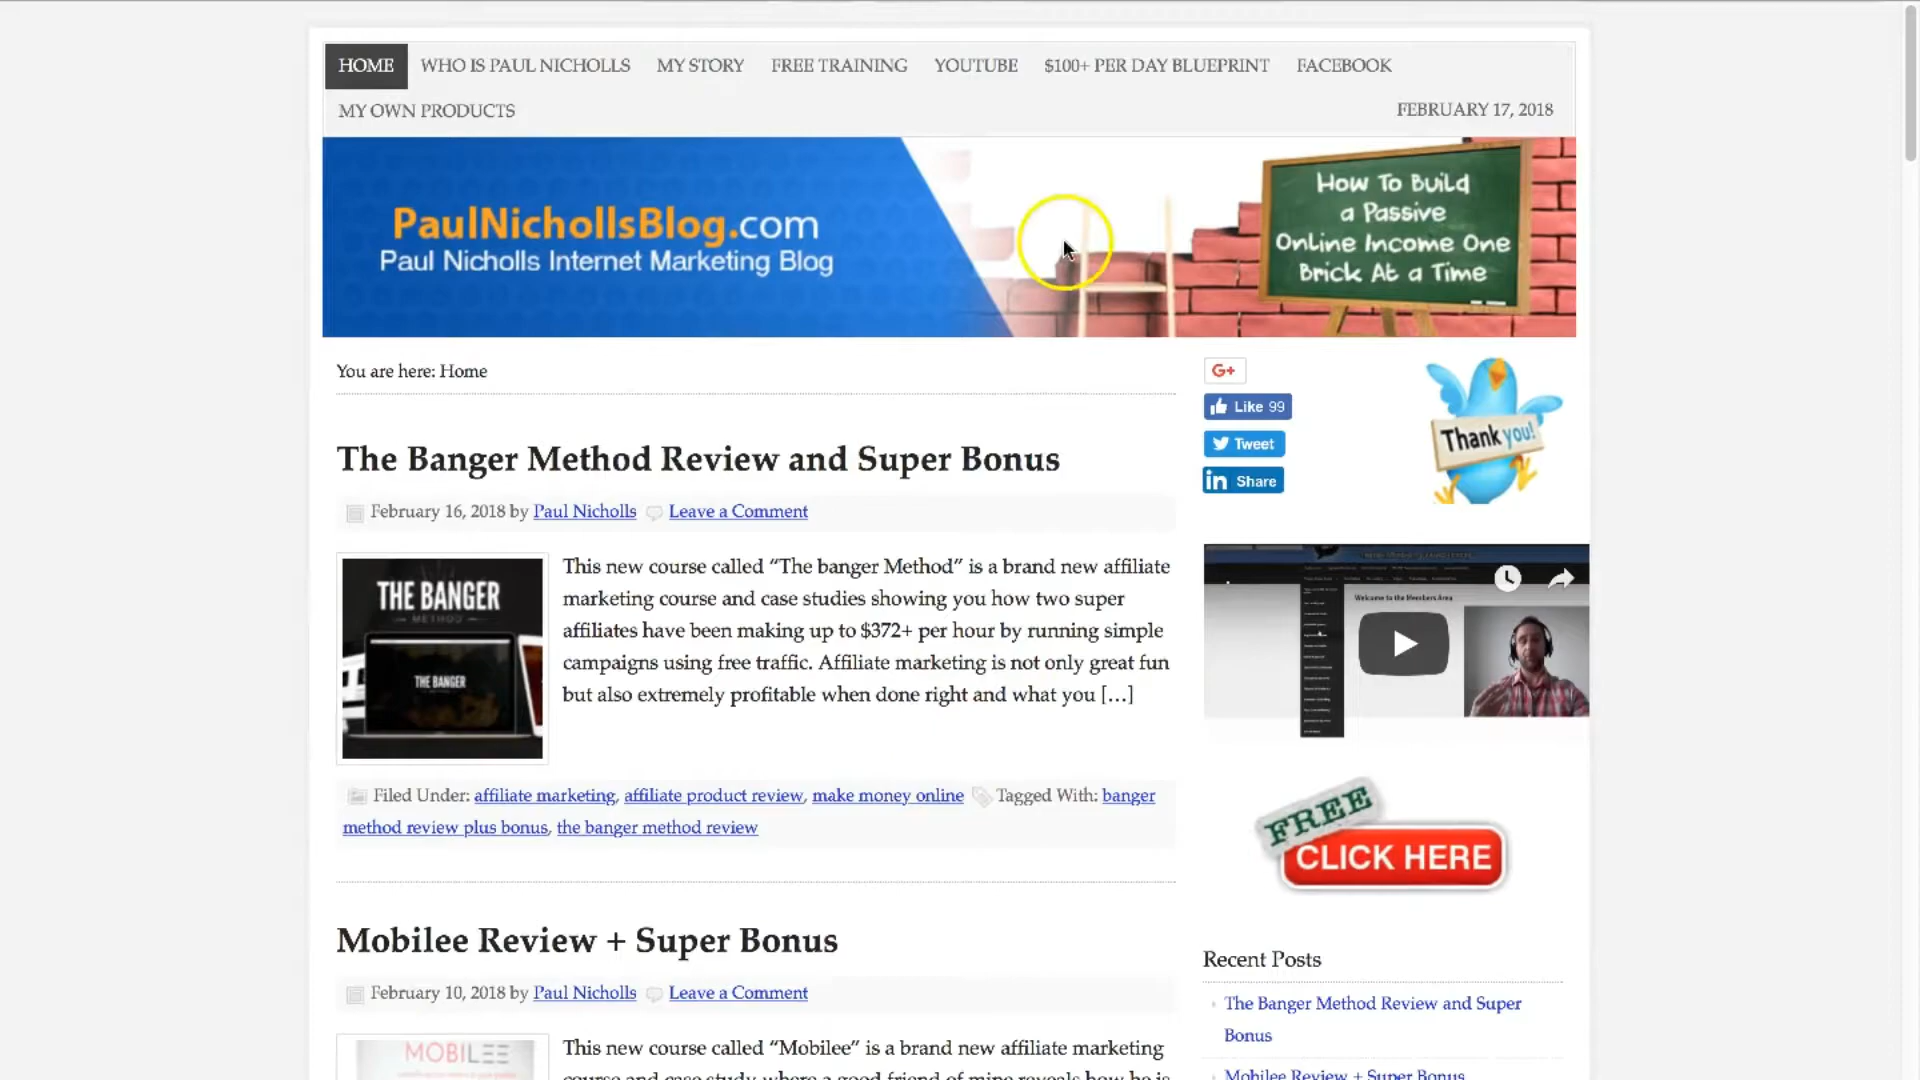 HOME WHO IS PAUL NICHOLLS MY STORY FREE TRAINING YOUTUBE $100+ PER DAY BLUEPRINT FACEBOOK
MY OWN PRODUCTS FEBRUARY 17, 2018
PaulNichollsBlog.com
Paul Nicholls Internet Marketing Blog
How To Build
a Passive
Online Income One
Brick At a Time
You are here: Home
The Banger Method Review and Super Bonus
February 16, 2018 by Paul Nicholls Leave a Comment
THE BANGER
METHOD
THE BANGER
This new course called “The banger Method” is a brand new affiliate
marketing course and case studies showing you how two super
affiliates have been making up to $372+ per hour by running simple
campaigns using free traffic. Affiliate marketing is not only great fun
but also extremely profitable when done right and what you […]
Filed Under: affiliate marketing, affiliate product review, make money online Tagged With: banger
method review plus bonus, the banger method review
Mobilee Review + Super Bonus
February 10, 2018 by Paul Nicholls Leave a Comment
MOBILEE
This new course called “Mobilee” is a brand new affiliate marketing
course and case study where a good friend of mine reveals how he is
G+
Like 99
Tweet
in Share
Thank you!
Welcome to the Members Area
FREE
CLICK HERE
Recent Posts
The Banger Method Review and Super
Bonus
Mobilee Review + Super Bonus